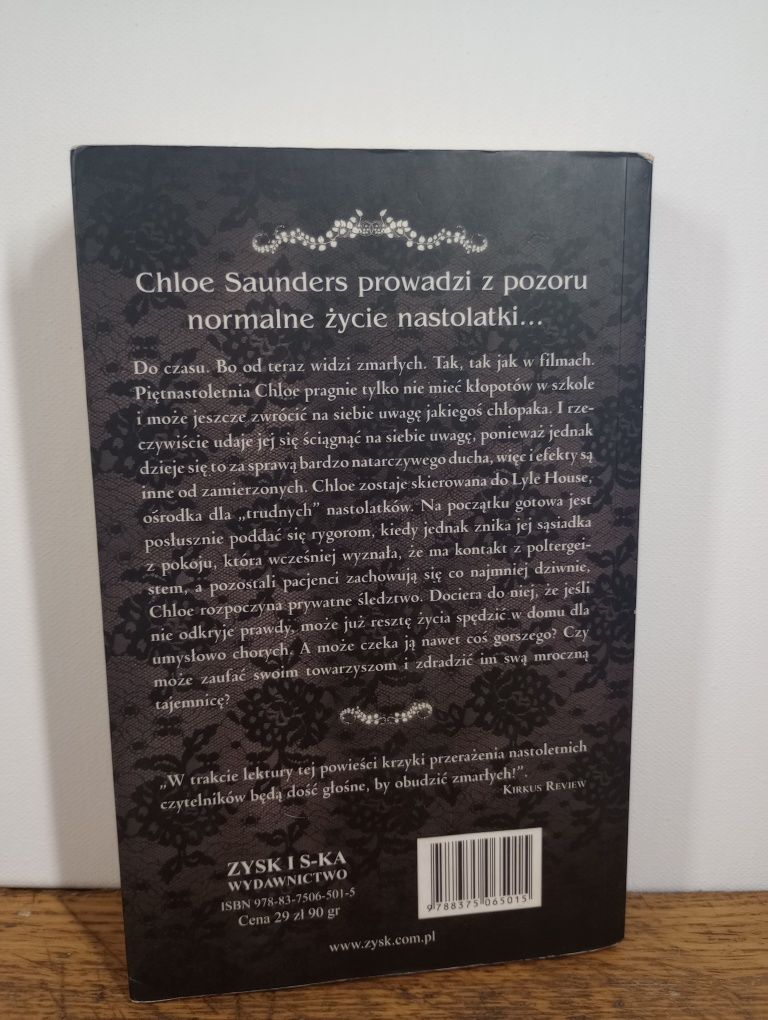 Chloe Saunders prowadzi z pozoru
normalne życie nastolatki...
Do czasu. Bo od teraz widzi zmarłych. Tak, tak jak w filmach.
Piętnastoletnia Chloe pragnie tylko nie mieć kłopotów w szkole
i może jeszcze zwrócić na siebie uwagę jakiegoś chłopaka. I rze-
czywiście udaje jej się ściągnąć na siebie uwagę, ponieważ jednak
dzieje się to za sprawą bardzo natarczywego ducha, więc i efekty są
inne od zamierzonych. Chloe zostaje skierowana do Lyle House,
ośrodka dla „trudnych” nastolatków. Na początku gotowa jest
posłusznie poddać się rygorom, kiedy jednak znika jej sąsiadka
z pokoju, która wcześniej wyznała, że ma kontakt z poltergei-
stem, a pozostali pacjenci zachowują się co najmniej dziwnie,
Chloe rozpoczyna prywatne śledztwo. Dociera do niej, że jeśli
nie odkryje prawdy, może już resztę życia spędzić w domu dla
umysłowo chorych. A może czeka ją nawet coś gorszego? Czy
może zaufać swoim towarzyszom i zdradzić im swą mroczną
tajemnicę?
„W trakcie lektury tej powieści krzyki przerażenia nastoletnich
czytelników będą dość głośne, by obudzić zmarłych!”.
Kirkus Review
ZYSK I S-KA
WYDAWNICTWO
ISBN 978-83-7506-501-5
Cena 29 zł 90 gr
9788375065015
www.zysk.com.pl